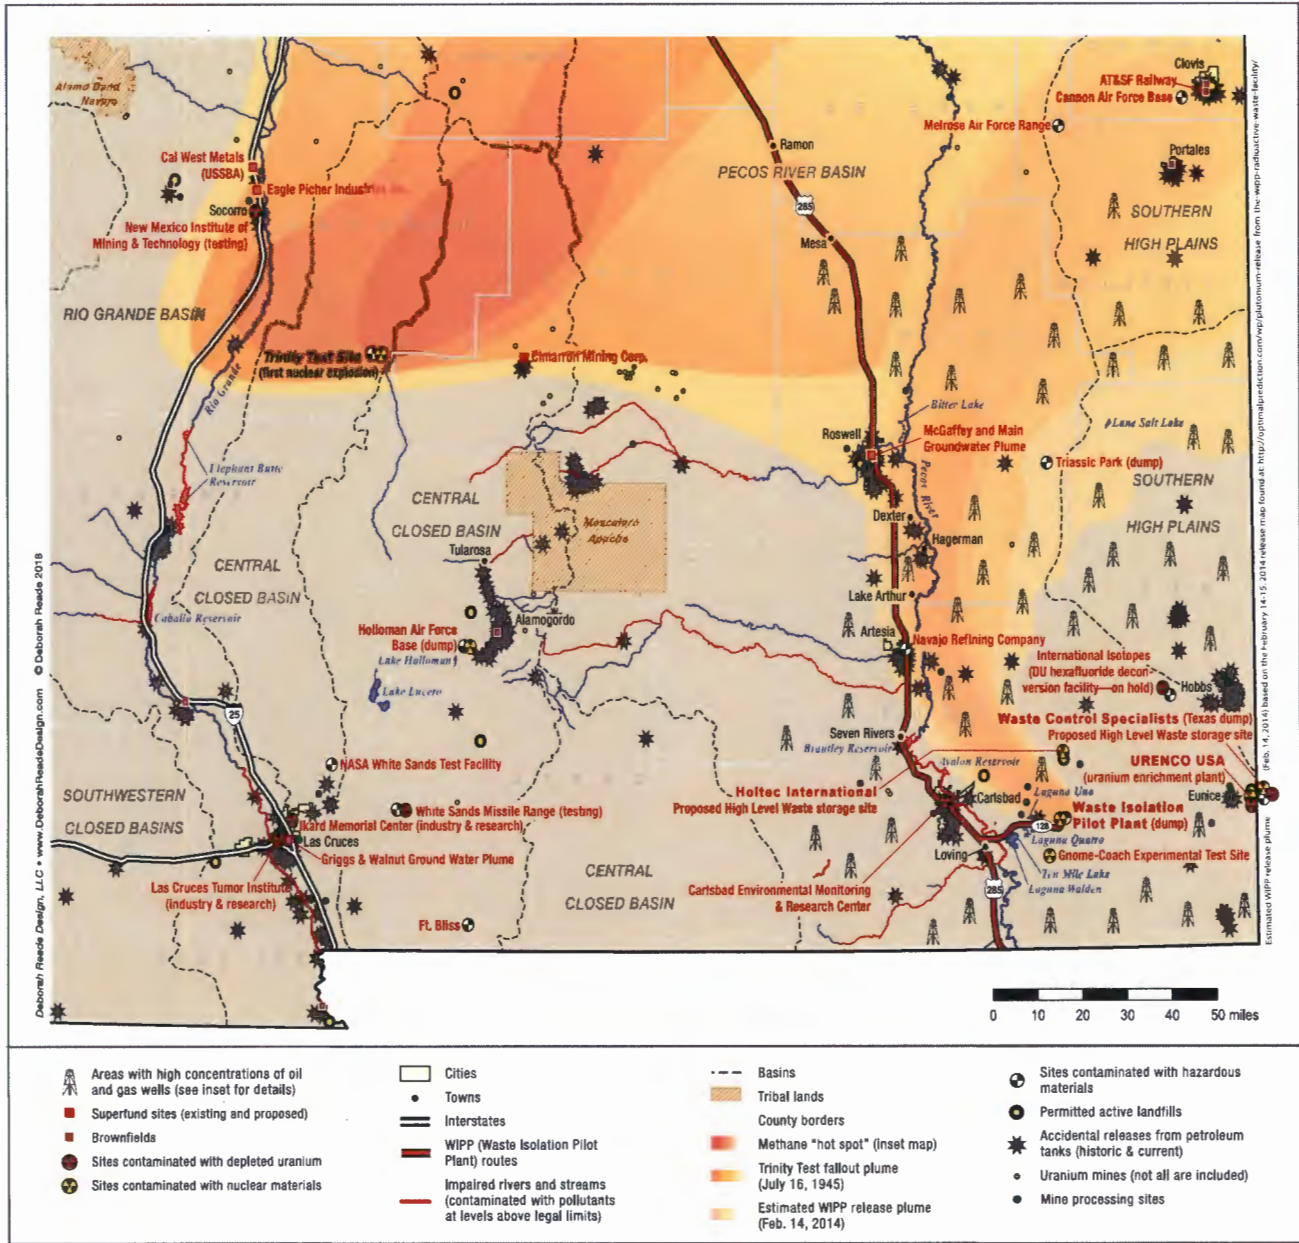 Alamo Band
Navajo
Cal West Metals
(USSBA)
Eagle Picher Industries
Socorro
New Mexico Institute of
Mining & Technology (testing)
RIO GRANDE BASIN
Trinity Test Site
(first nuclear explosion)
Rio Grande
Elephant Butte
Reservoir
Cimarron Mining Corp.
Ramon
PECOS RIVER BASIN
285
Mesa
Clovis
AT&SF Railway
Cannon Air Force Base
Melrose Air Force Range
Portales
SOUTHERN
HIGH PLAINS
Bitter Lake
Lane Salt Lake
Roswell
McGaffey and Main
Groundwater Plume
Triassic Park (dump)
SOUTHERN
HIGH PLAINS
Pecos River
Dexter
Hagerman
Lake Arthur
Artesia
Navajo Refining Company
CENTRAL
CLOSED BASIN
Mescalero
Apache
Tularosa
CENTRAL
CLOSED BASIN
Caballo Reservoir
Alamogordo
Holloman Air Force
Base (dump)
Lake Holloman
Lake Lucero
International Isotopes
(DU hexafluoride decon-
version facility—on hold)
Hobbs
Waste Control Specialists (Texas dump)
Proposed High Level Waste storage site
URENCO USA
(uranium enrichment plant)
Eunice
Seven Rivers
Brantley Reservoir
Avalon Reservoir
Holtec International
Proposed High Level Waste storage site
Carlsbad
Laguna Uno
Waste Isolation
Pilot Plant (dump)
128
Laguna Quatro
Gnome-Coach Experimental Test Site
Ten Mile Lake
Laguna Walden
Loving
285
Carlsbad Environmental Monitoring
& Research Center
25
NASA White Sands Test Facility
SOUTHWESTERN
CLOSED BASINS
White Sands Missile Range (testing)
Ikard Memorial Center (industry & research)
Las Cruces
Griggs & Walnut Ground Water Plume
Las Cruces Tumor Institute
(industry & research)
Ft. Bliss
CENTRAL
CLOSED BASIN
0 10 20 30 40 50 miles
Deborah Reade Design, LLC • www.DeborahReadeDesign.com © Deborah Reade 2018
Estimated WIPP release plume (Feb. 14, 2014) based on the February 14-15, 2014 release map found at: http://optimalprediction.com/wp/plutonium-release-from-the-wipp-radioactive-waste-facility/
Areas with high concentrations of oil
and gas wells (see inset for details)
Superfund sites (existing and proposed)
Brownfields
Sites contaminated with depleted uranium
Sites contaminated with nuclear materials
Cities
Towns
Interstates
WIPP (Waste Isolation Pilot
Plant) routes
Impaired rivers and streams
(contaminated with pollutants
at levels above legal limits)
Basins
Tribal lands
County borders
Methane "hot spot" (inset map)
Trinity Test fallout plume
(July 16, 1945)
Estimated WIPP release plume
(Feb. 14, 2014)
Sites contaminated with hazardous
materials
Permitted active landfills
Accidental releases from petroleum
tanks (historic & current)
Uranium mines (not all are included)
Mine processing sites